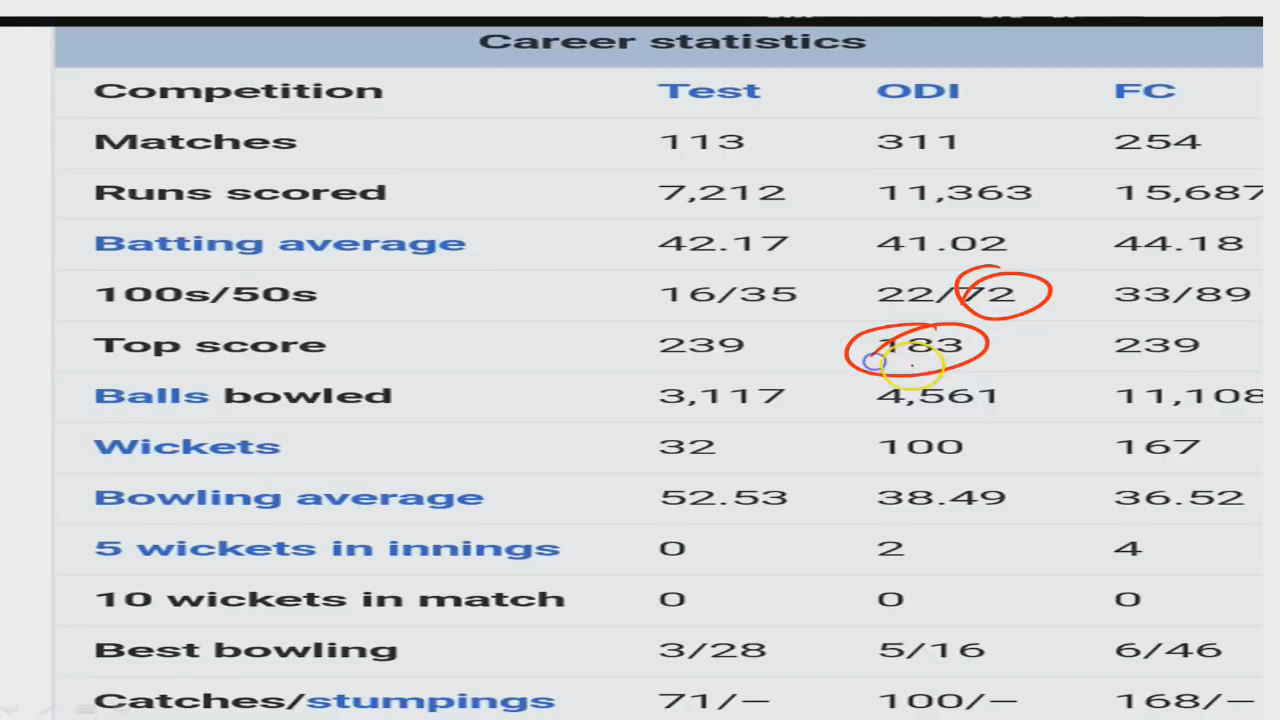 Career statistics
Competition Test ODI FC
Matches 113 311 254
Runs scored 7,212 11,363 15,687
Batting average 42.17 41.02 44.18
100s/50s 16/35 22/72 33/89
Top score 239 183 239
Balls bowled 3,117 4,561 11,108
Wickets 32 100 167
Bowling average 52.53 38.49 36.52
5 wickets in innings 0 2 4
10 wickets in match 0 0 0
Best bowling 3/28 5/16 6/46
Catches/stumpings 71/– 100/– 168/–